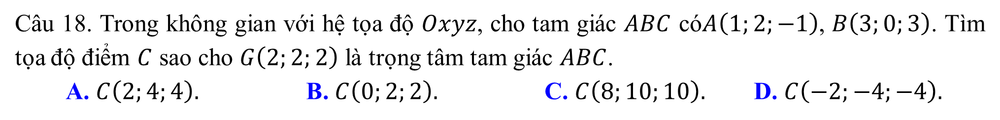 Câu 18. Trong không gian với hệ tọa độ Oxyz, cho tam giác ABC cóA(1; 2; −1), B(3; 0; 3). Tìm
tọa độ điểm C sao cho G(2; 2; 2) là trọng tâm tam giác ABC.
A. C(2; 4; 4). B. C(0; 2; 2). C. C(8; 10; 10). D. C(−2; −4; −4).